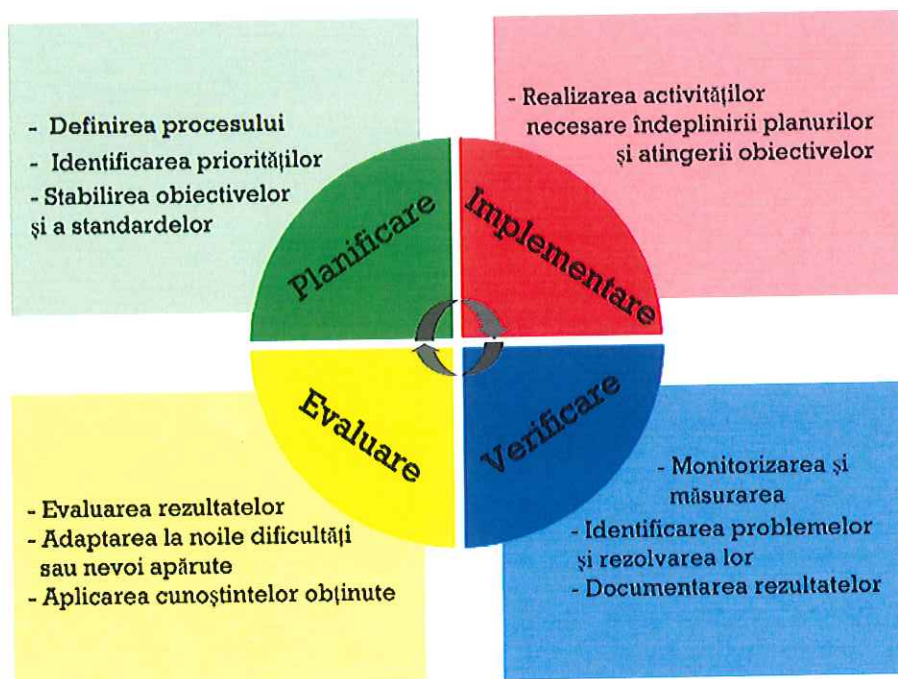 - Definirea procesului
- Identificarea priorităților
- Stabilirea obiectivelor
și a standardelor
Planificare
- Realizarea activităților
necesare îndeplinirii planurilor
și atingerii obiectivelor
Implementare
Evaluare
- Evaluarea rezultatelor
- Adaptarea la noile dificultăți
sau nevoi apărute
- Aplicarea cunoștintelor obținute
Verificare
- Monitorizarea și
măsurarea
- Identificarea problemelor
și rezolvarea lor
- Documentarea rezultatelor